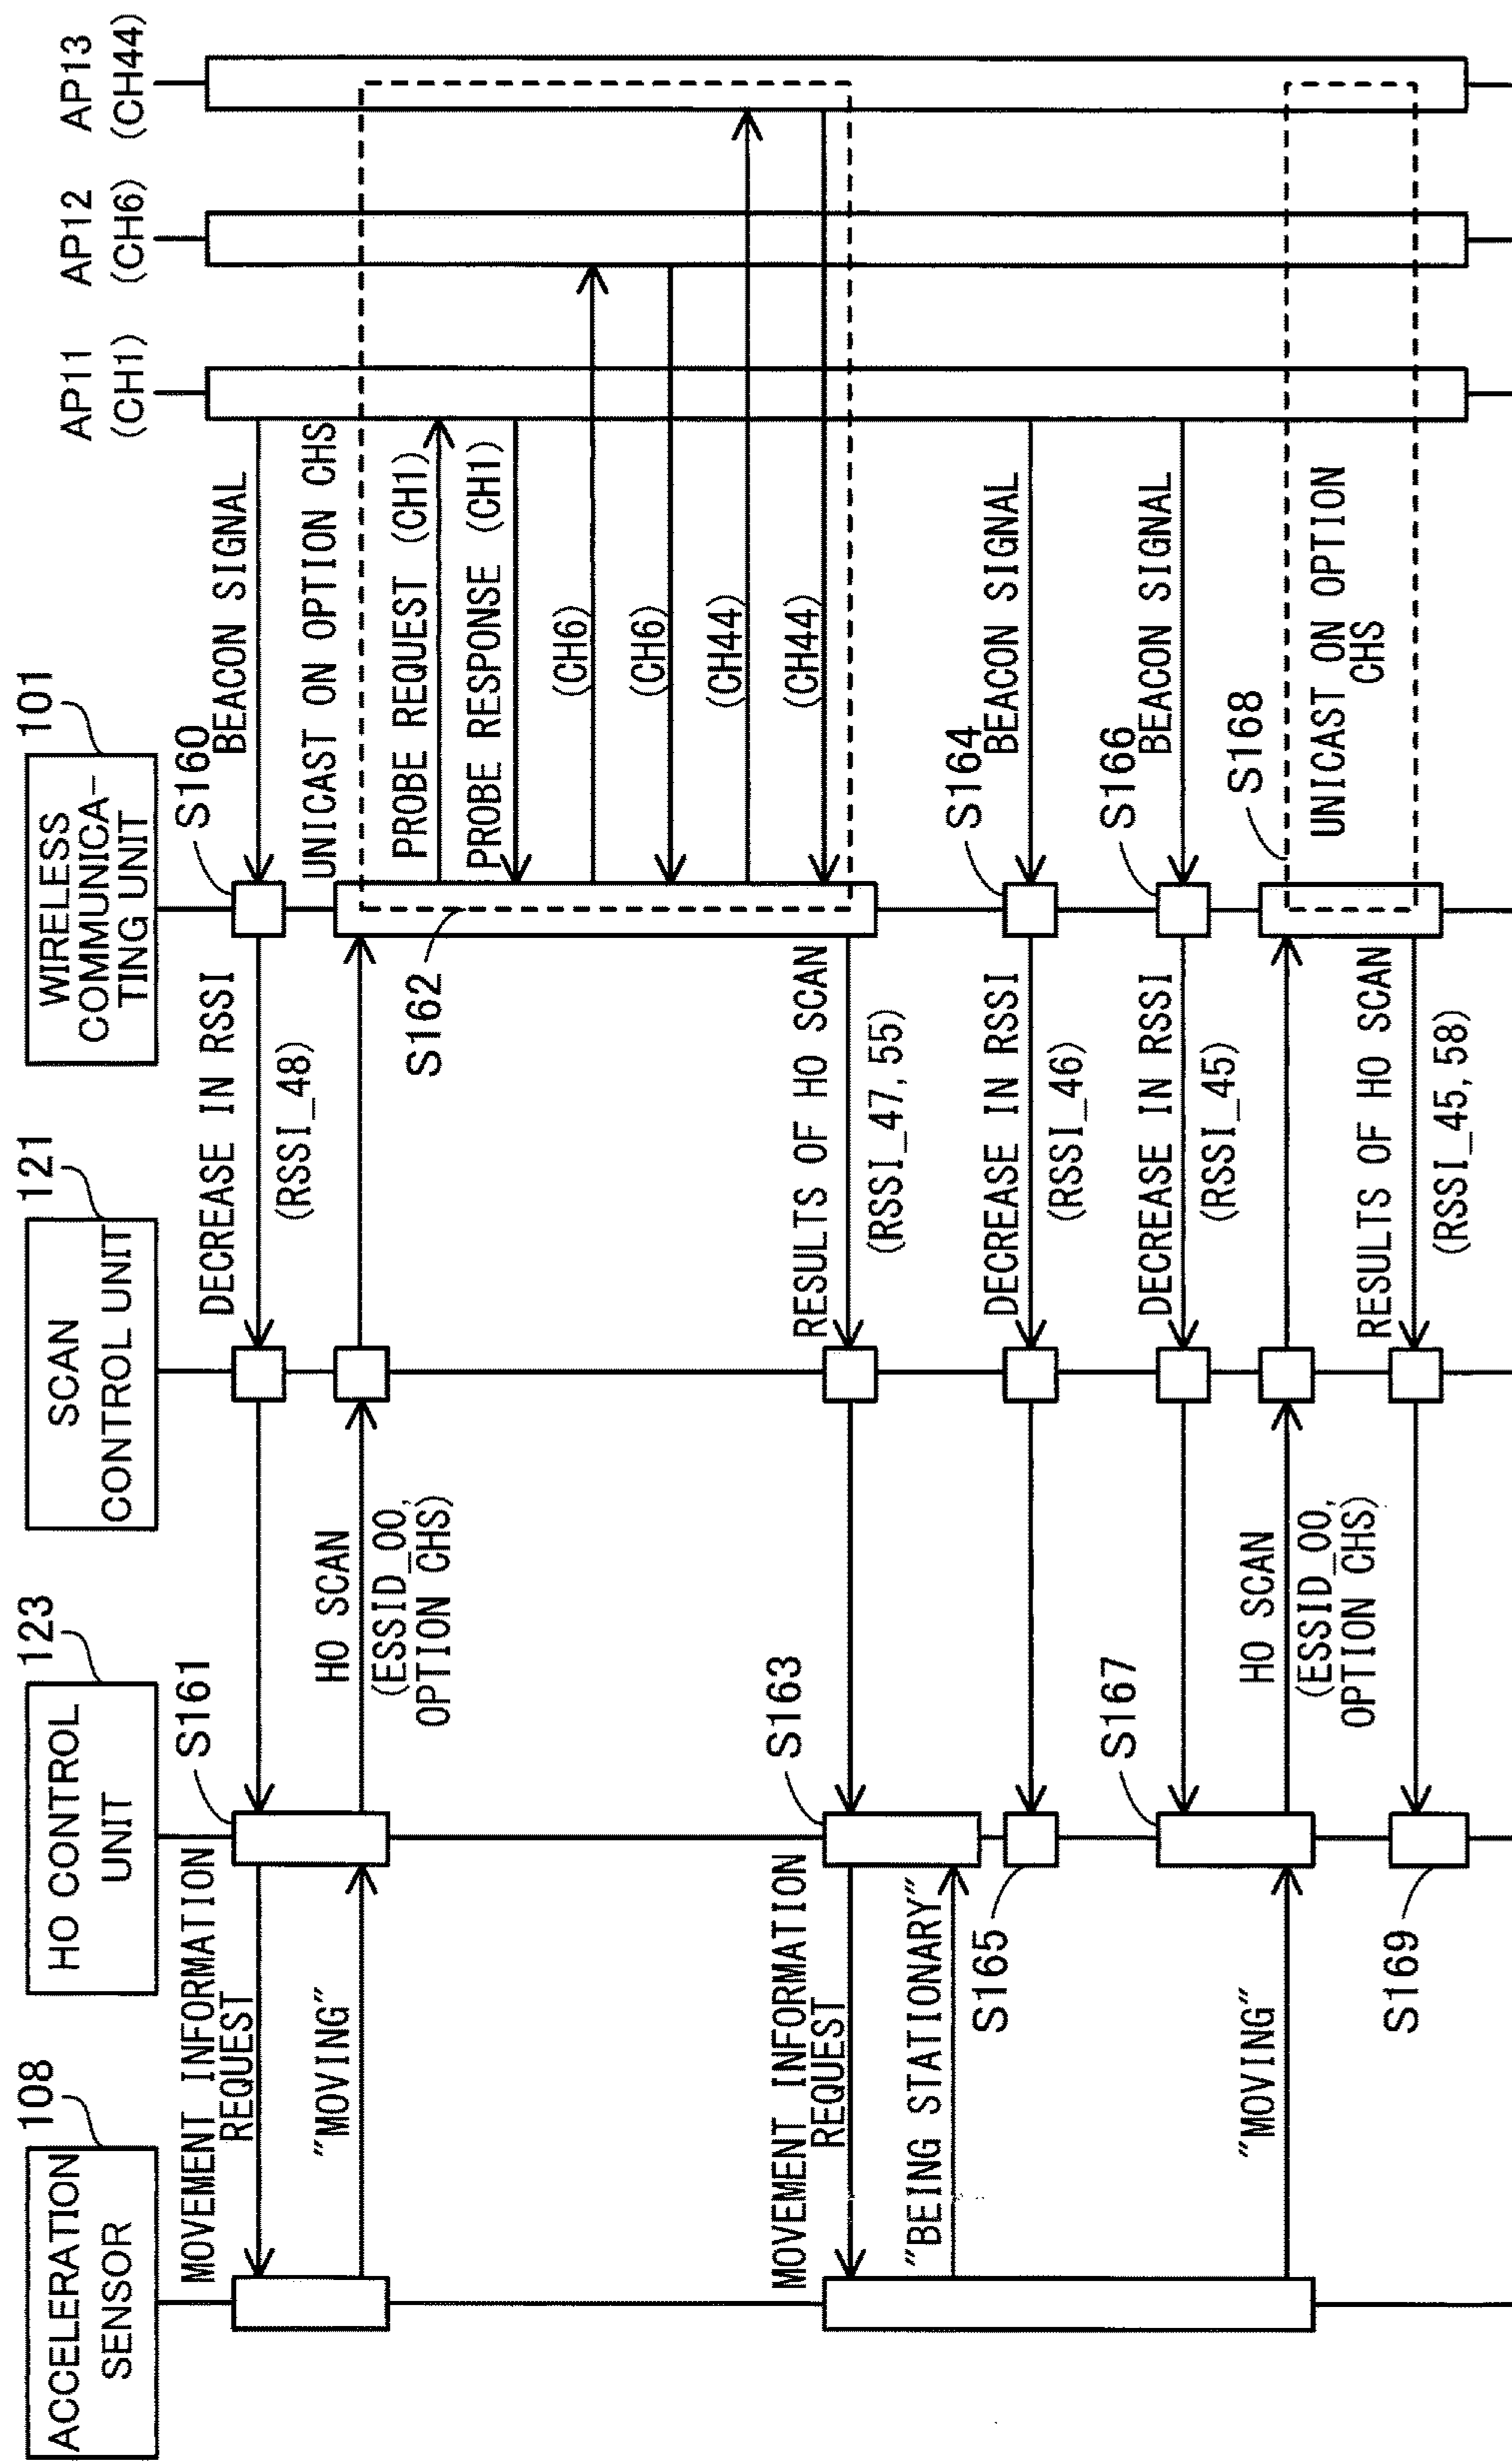 108
ACCELERATION
SENSOR
123
HO CONTROL
UNIT
121
SCAN
CONTROL UNIT
101
WIRELESS
COMMUNICA-
TING UNIT
AP11
(CH1)
AP12
(CH6)
AP13
(CH44)
MOVEMENT INFORMATION
REQUEST
S161
DECREASE IN RSSI
(RSSI_48)
S160
BEACON SIGNAL
"MOVING"
HO SCAN
(ESSID_00,
OPTION CHS)
S162
UNICAST ON OPTION CHS
PROBE REQUEST (CH1)
PROBE RESPONSE (CH1)
(CH6)
(CH6)
(CH44)
(CH44)
MOVEMENT INFORMATION
REQUEST
S163
RESULTS OF HO SCAN
(RSSI_47, 55)
"BEING STATIONARY"
S165
DECREASE IN RSSI
(RSSI_46)
S164
BEACON SIGNAL
S167
DECREASE IN RSSI
(RSSI_45)
S166
BEACON SIGNAL
"MOVING"
HO SCAN
(ESSID_00,
OPTION CHS)
S168
UNICAST ON OPTION
CHS
S169
RESULTS OF HO SCAN
(RSSI_45, 58)